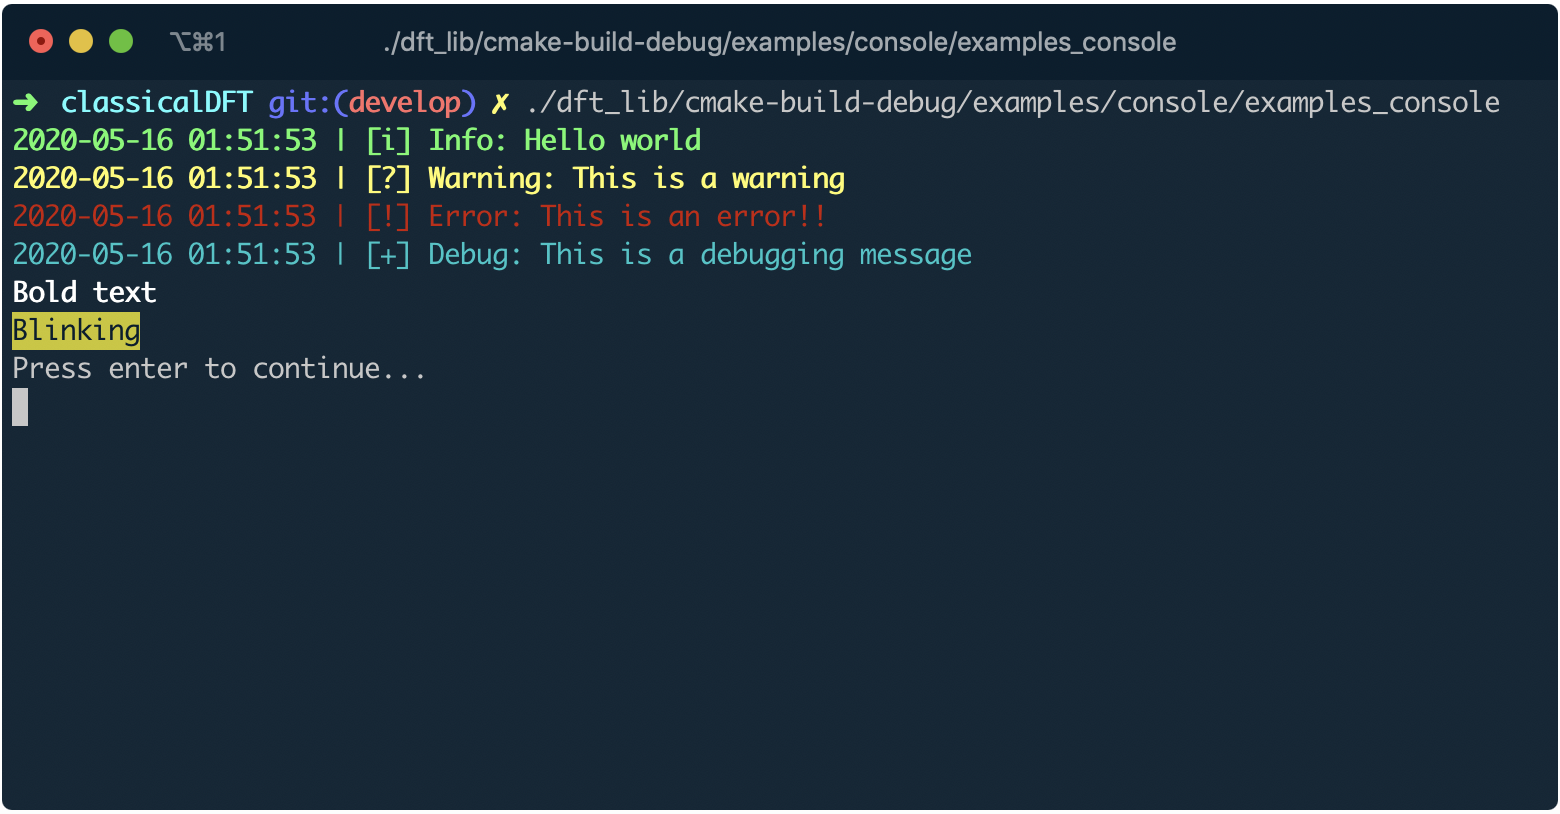 ⌥⌘1 ./dft_lib/cmake-build-debug/examples/console/examples_console
➜ classicalDFT git:(develop) ✗ ./dft_lib/cmake-build-debug/examples/console/examples_console
2020-05-16 01:51:53 | [i] Info: Hello world
2020-05-16 01:51:53 | [?] Warning: This is a warning
2020-05-16 01:51:53 | [!] Error: This is an error!!
2020-05-16 01:51:53 | [+] Debug: This is a debugging message
Bold text
Blinking
Press enter to continue...